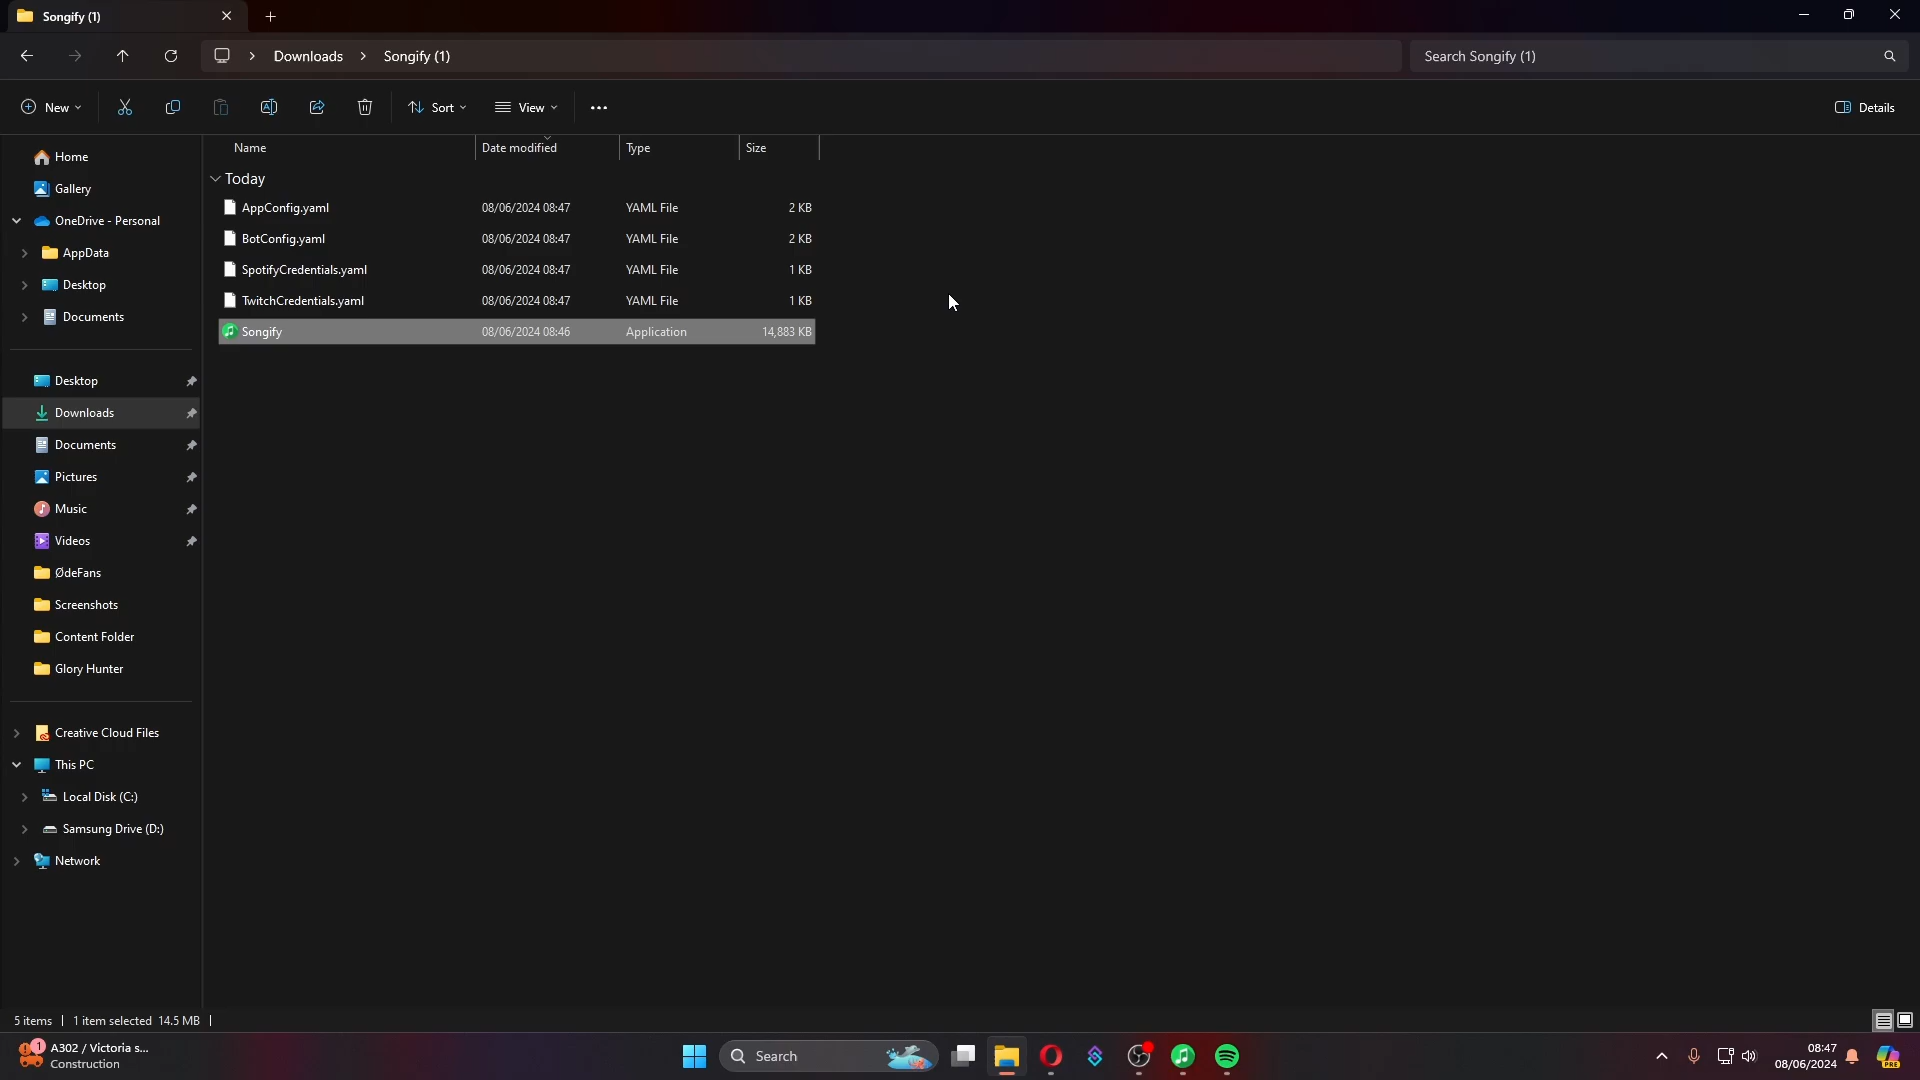 Songify (1)
Downloads
Songify (1)
Search Songify (1)
New
Sort
View
Details
Name
Date modified
Type
Size
Today
AppConfig.yaml 08/06/2024 08:47 YAML File 2 KB
BotConfig.yaml 08/06/2024 08:47 YAML File 2 KB
SpotifyCredentials.yaml 08/06/2024 08:47 YAML File 1 KB
TwitchCredentials.yaml 08/06/2024 08:47 YAML File 1 KB
Songify 08/06/2024 08:46 Application 14,883 KB
Home
Gallery
OneDrive - Personal
AppData
Desktop
Documents
Desktop
Downloads
Documents
Pictures
Music
Videos
ØdeFans
Screenshots
Content Folder
Glory Hunter
Creative Cloud Files
This PC
Local Disk (C:)
Samsung Drive (D:)
Network
5 items
1 item selected 14.5 MB
1
A302 / Victoria s...
Construction
Search
08:47
08/06/2024
PRE